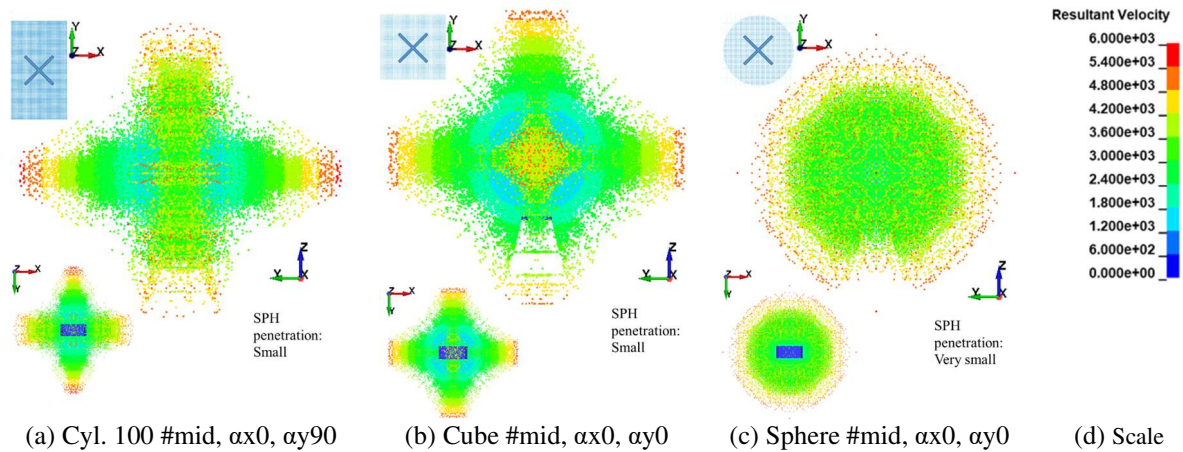 Y
Z
X
Z
Y
X
Z
X
Y
SPH
penetration:
Small
(a) Cyl. 100 #mid, αx0, αy90
Y
Z
X
Z
Y
X
Z
X
Y
SPH
penetration:
Small
(b) Cube #mid, αx0, αy0
Y
Z
X
Z
Y
X
Z
X
Y
SPH
penetration:
Very small
(c) Sphere #mid, αx0, αy0
Resultant Velocity
6.000e+03
5.400e+03
4.800e+03
4.200e+03
3.600e+03
3.000e+03
2.400e+03
1.800e+03
1.200e+03
6.000e+02
0.000e+00
(d) Scale